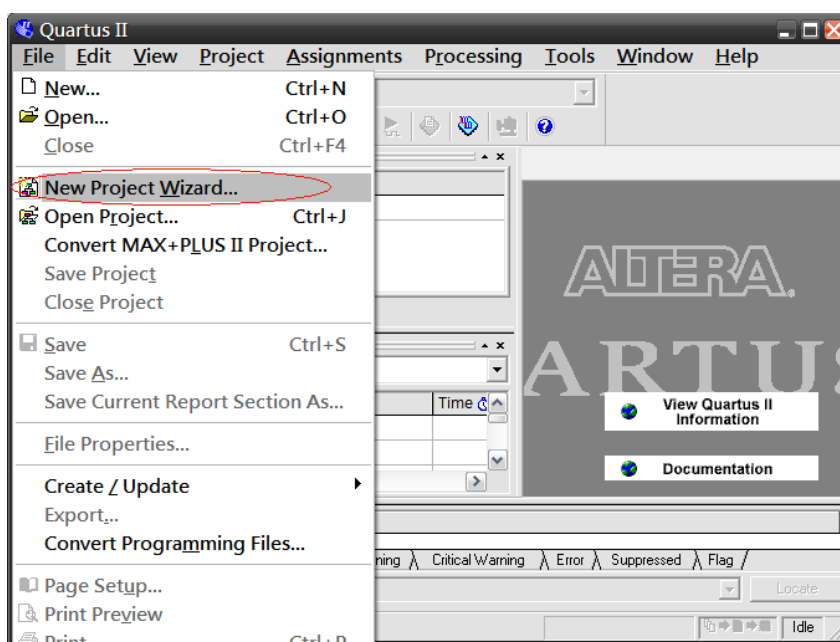 Quartus II
File Edit View Project Assignments Processing Tools Window Help
New... Ctrl+N
Open... Ctrl+O
Close Ctrl+F4
New Project Wizard...
Open Project... Ctrl+J
Convert MAX+PLUS II Project...
Save Project
Close Project
Save Ctrl+S
Save As...
Save Current Report Section As...
File Properties...
Create / Update
Export...
Convert Programming Files...
Page Setup...
Print Preview
Print... Ctrl+P
Time
ALTERA
ARTUS
View Quartus II
Information
Documentation
ning Critical Warning Error Suppressed Flag
Locate
Idle